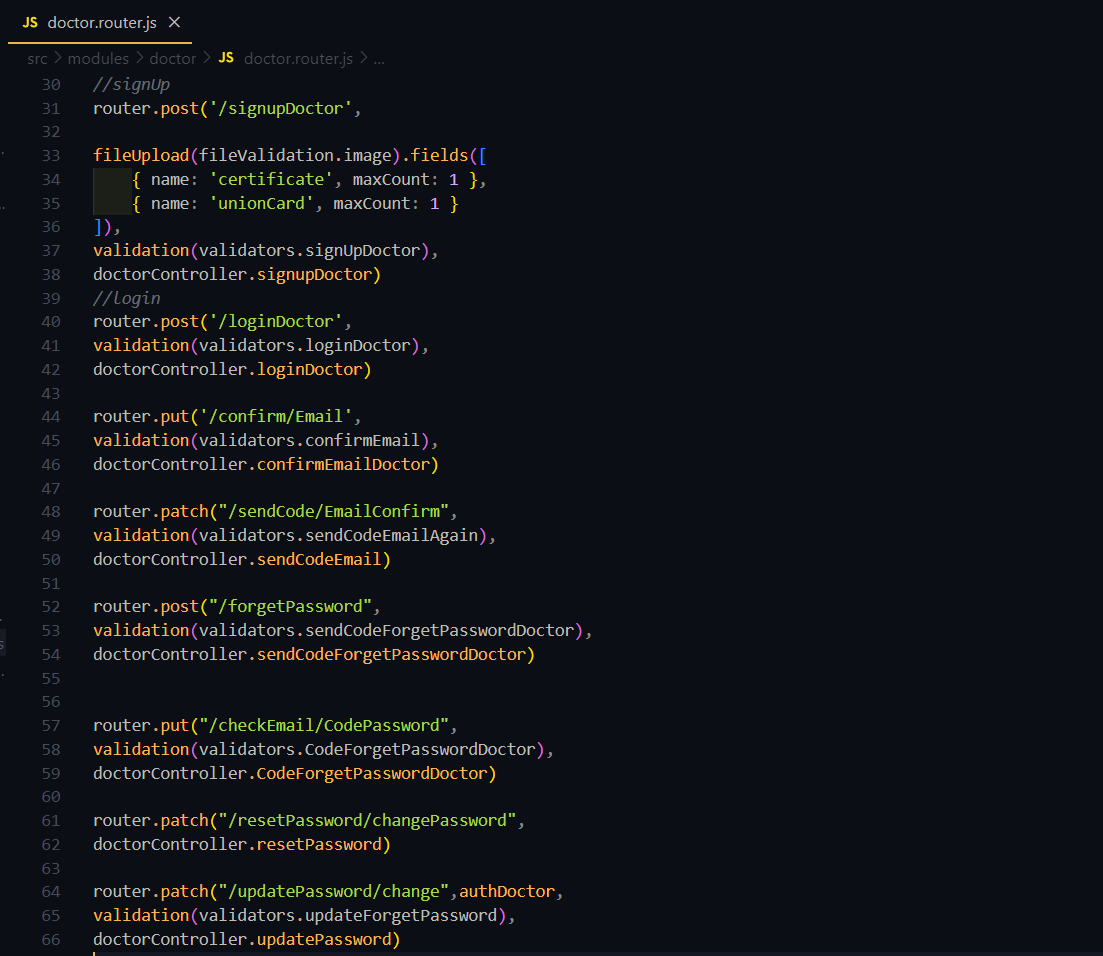 JS doctor.router.js ×
src > modules > doctor > JS doctor.router.js > ...
30 //signUp
31 router.post('/signupDoctor',
32
33 fileUpload(fileValidation.image).fields([
34 { name: 'certificate', maxCount: 1 },
35 { name: 'unionCard', maxCount: 1 }
36 ]),
37 validation(validators.signUpDoctor),
38 doctorController.signupDoctor)
39 //login
40 router.post('/loginDoctor',
41 validation(validators.loginDoctor),
42 doctorController.loginDoctor)
43
44 router.put('/confirm/Email',
45 validation(validators.confirmEmail),
46 doctorController.confirmEmailDoctor)
47
48 router.patch("/sendCode/EmailConfirm",
49 validation(validators.sendCodeEmailAgain),
50 doctorController.sendCodeEmail)
51
52 router.post("/forgetPassword",
53 validation(validators.sendCodeForgetPasswordDoctor),
54 doctorController.sendCodeForgetPasswordDoctor)
55
56
57 router.put("/checkEmail/CodePassword",
58 validation(validators.CodeForgetPasswordDoctor),
59 doctorController.CodeForgetPasswordDoctor)
60
61 router.patch("/resetPassword/changePassword",
62 doctorController.resetPassword)
63
64 router.patch("/updatePassword/change",authDoctor,
65 validation(validators.updateForgetPassword),
66 doctorController.updatePassword)